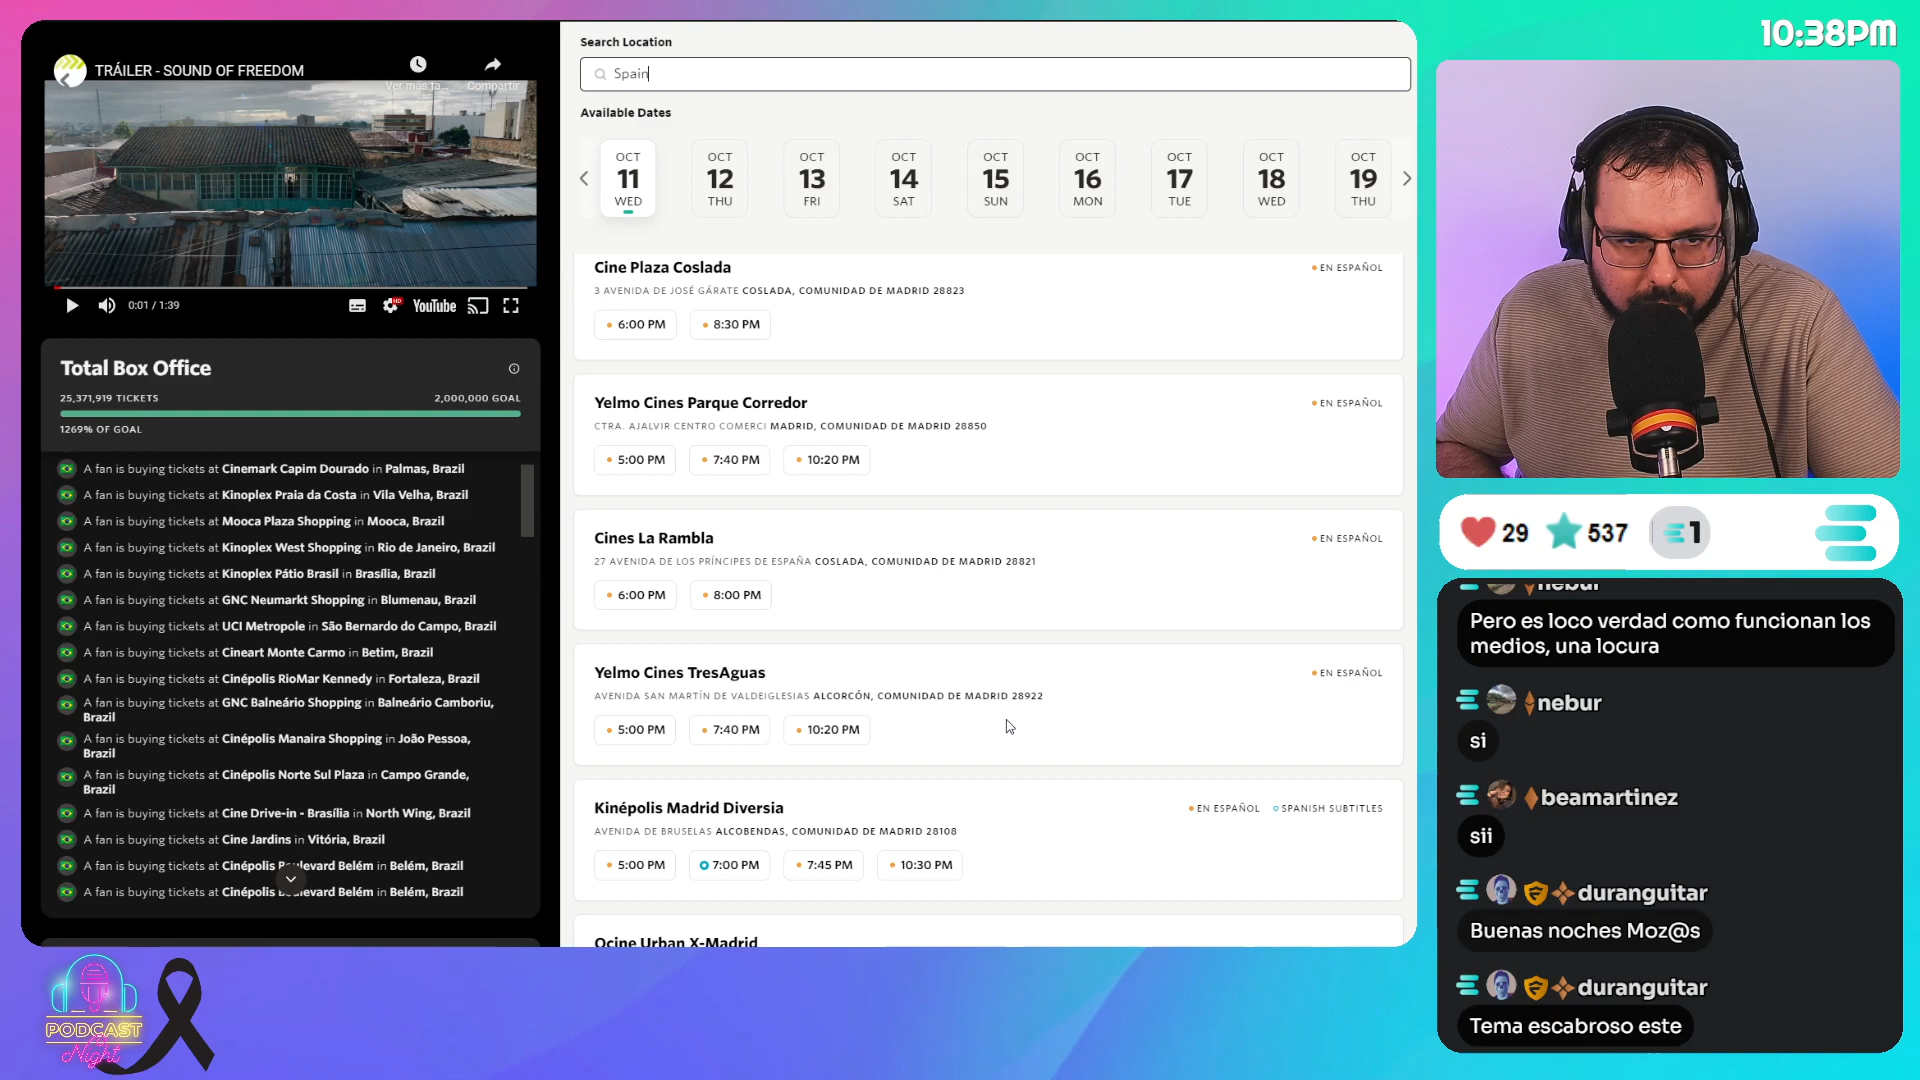 10:38PM
TRÁILER - SOUND OF FREEDOM
Ver más ta...
Compartir
0:01 / 1:39
YouTube
Total Box Office
25,371,919 TICKETS
2,000,000 GOAL
1269% OF GOAL
A fan is buying tickets at Cinemark Capim Dourado in Palmas, Brazil
A fan is buying tickets at Kinoplex Praia da Costa in Vila Velha, Brazil
A fan is buying tickets at Mooca Plaza Shopping in Mooca, Brazil
A fan is buying tickets at Kinoplex West Shopping in Rio de Janeiro, Brazil
A fan is buying tickets at Kinoplex Pátio Brasil in Brasília, Brazil
A fan is buying tickets at GNC Neumarkt Shopping in Blumenau, Brazil
A fan is buying tickets at UCI Metropole in São Bernardo do Campo, Brazil
A fan is buying tickets at Cineart Monte Carmo in Betim, Brazil
A fan is buying tickets at Cinépolis RioMar Kennedy in Fortaleza, Brazil
A fan is buying tickets at GNC Balneário Shopping in Balneário Camboriu,
Brazil
A fan is buying tickets at Cinépolis Manaira Shopping in João Pessoa,
Brazil
A fan is buying tickets at Cinépolis Norte Sul Plaza in Campo Grande,
Brazil
A fan is buying tickets at Cine Drive-in - Brasília in North Wing, Brazil
A fan is buying tickets at Cine Jardins in Vitória, Brazil
A fan is buying tickets at Cinépolis Boulevard Belém in Belém, Brazil
A fan is buying tickets at Cinépolis Boulevard Belém in Belém, Brazil
PODCAST
Night
Search Location
Spain
Available Dates
OCT 11 WED
OCT 12 THU
OCT 13 FRI
OCT 14 SAT
OCT 15 SUN
OCT 16 MON
OCT 17 TUE
OCT 18 WED
OCT 19 THU
Cine Plaza Coslada
EN ESPAÑOL
3 AVENIDA DE JOSÉ GÁRATE COSLADA, COMUNIDAD DE MADRID 28823
6:00 PM 8:30 PM
Yelmo Cines Parque Corredor
EN ESPAÑOL
CTRA. AJALVIR CENTRO COMERCI MADRID, COMUNIDAD DE MADRID 28850
5:00 PM 7:40 PM 10:20 PM
Cines La Rambla
EN ESPAÑOL
27 AVENIDA DE LOS PRÍNCIPES DE ESPAÑA COSLADA, COMUNIDAD DE MADRID 28821
6:00 PM 8:00 PM
Yelmo Cines TresAguas
EN ESPAÑOL
AVENIDA SAN MARTÍN DE VALDEIGLESIAS ALCORCÓN, COMUNIDAD DE MADRID 28922
5:00 PM 7:40 PM 10:20 PM
Kinépolis Madrid Diversia
EN ESPAÑOL SPANISH SUBTITLES
AVENIDA DE BRUSELAS ALCOBENDAS, COMUNIDAD DE MADRID 28108
5:00 PM 7:00 PM 7:45 PM 10:30 PM
Ocine Urban X-Madrid
29 537 1
nebur
Pero es loco verdad como funcionan los
medios, una locura
nebur
si
beamartinez
sii
duranguitar
Buenas noches Moz@s
duranguitar
Tema escabroso este